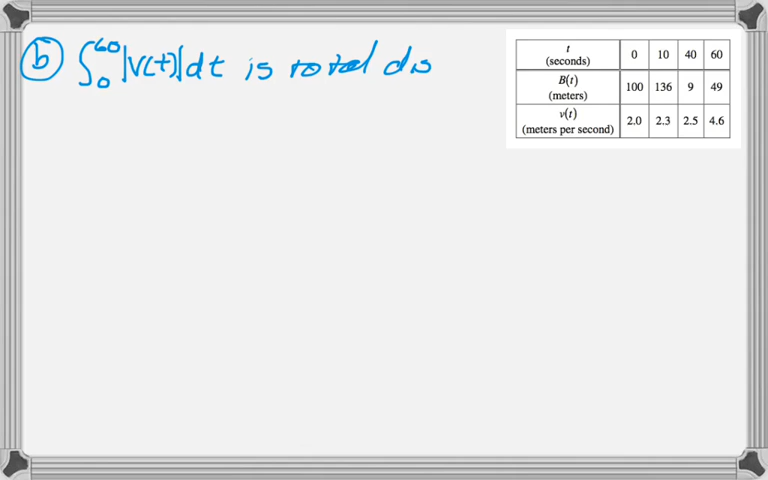 (b) ∫₀⁶⁰ |v(t)| dt is total dis
t (seconds) 0 10 40 60
B(t) (meters) 100 136 9 49
v(t) (meters per second) 2.0 2.3 2.5 4.6